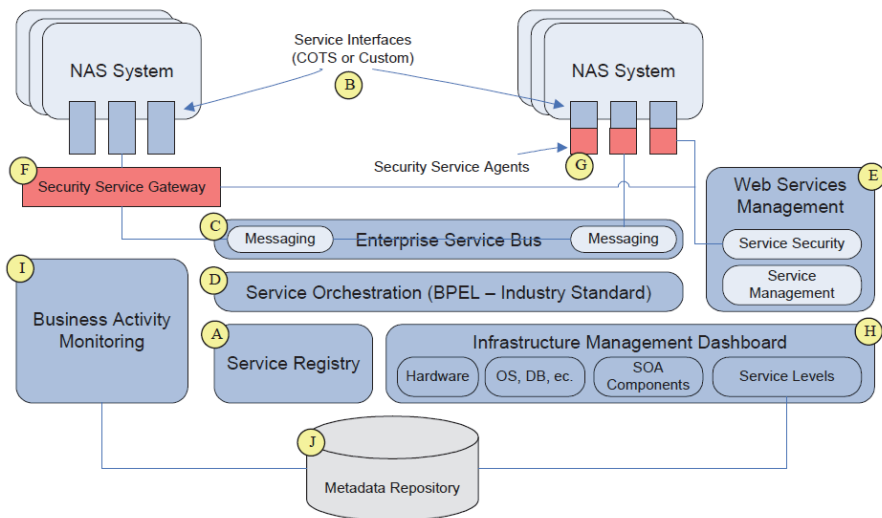 NAS System
Service Interfaces
(COTS or Custom)
B
NAS System
F
Security Service Gateway
Security Service Agents
G
E
Web Services
Management
Service Security
Service
Management
C
Messaging
Enterprise Service Bus
Messaging
D
Service Orchestration (BPEL – Industry Standard)
I
Business Activity
Monitoring
A
Service Registry
H
Infrastructure Management Dashboard
Hardware
OS, DB, ec.
SOA
Components
Service Levels
J
Metadata Repository